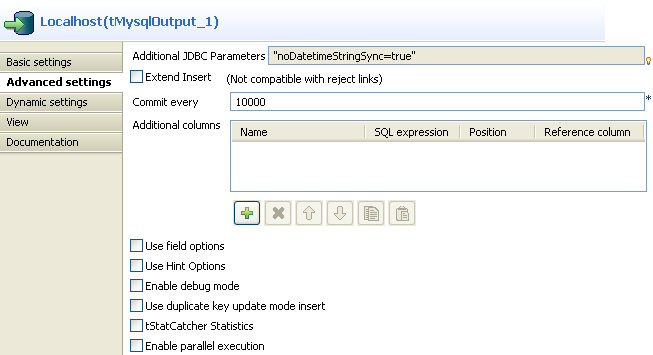 Localhost(tMysqlOutput_1)
Basic settings
Advanced settings
Dynamic settings
View
Documentation
Additional JDBC Parameters "noDatetimeStringSync=true"
Extend Insert (Not compatible with reject links)
Commit every 10000 *
Additional columns
Name SQL expression Position Reference column
Use field options
Use Hint Options
Enable debug mode
Use duplicate key update mode insert
tStatCatcher Statistics
Enable parallel execution